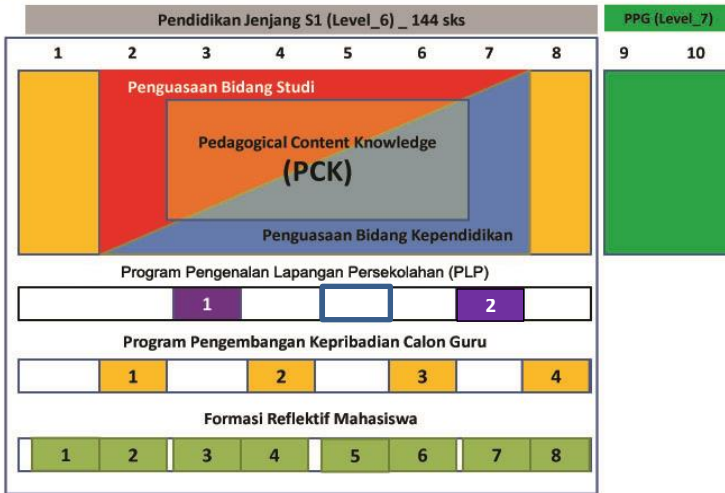 Pendidikan Jenjang S1 (Level_6) _ 144 sks
PPG (Level_7)
1 2 3 4 5 6 7 8 9 10
Penguasaan Bidang Studi
Pedagogical Content Knowledge
(PCK)
Penguasaan Bidang Kependidikan
Program Pengenalan Lapangan Persekolahan (PLP)
1 2
Program Pengembangan Kepribadian Calon Guru
1 2 3 4
Formasi Reflektif Mahasiswa
1 2 3 4 5 6 7 8